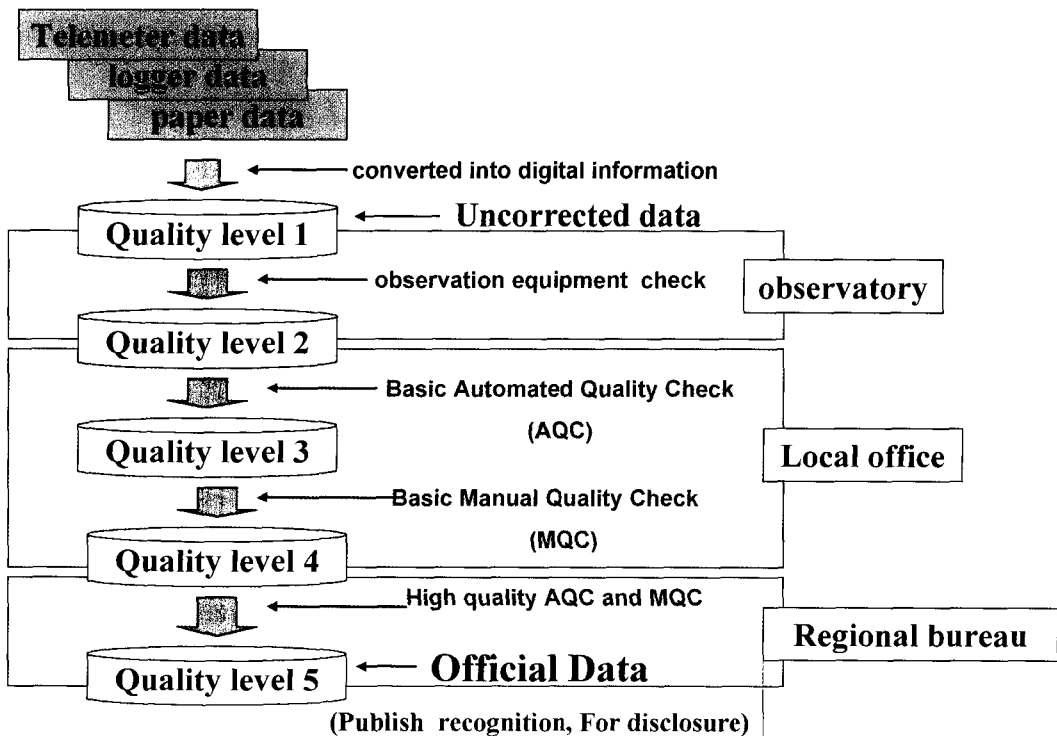 Telemeter data
logger data
paper data
converted into digital information
Uncorrected data
Quality level 1
observation equipment check
observatory
Quality level 2
Basic Automated Quality Check
(AQC)
Quality level 3
Local office
Basic Manual Quality Check
(MQC)
Quality level 4
High quality AQC and MQC
Regional bureau
Official Data
Quality level 5
(Publish recognition, For disclosure)